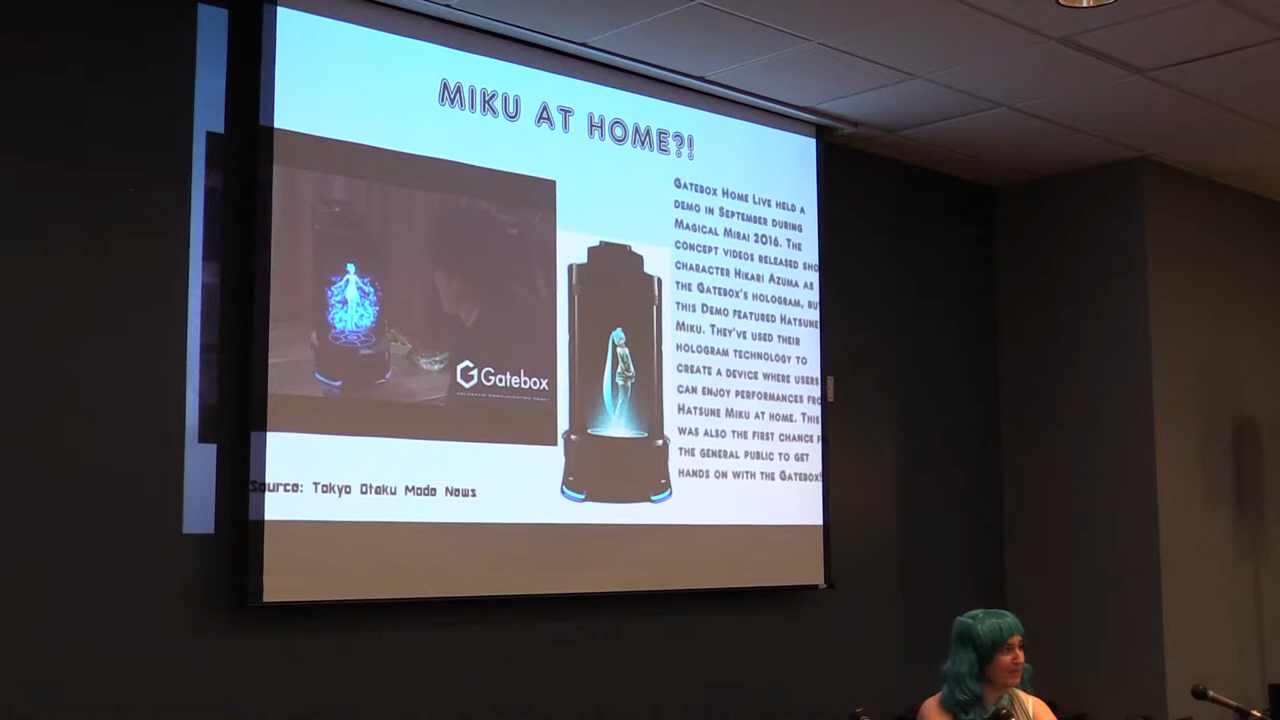 MIKU AT HOME?!
GATEBOX HOME LIVE HELD A
DEMO IN SEPTEMBER DURING
MAGICAL MIRAI 2016. THE
CONCEPT VIDEOS RELEASED SHO
CHARACTER HIKARI AZUMA AS
THE GATEBOX'S HOLOGRAM, BU
THIS DEMO FEATURED HATSUNE
MIKU. THEY'VE USED THEIR
HOLOGRAM TECHNOLOGY TO
CREATE A DEVICE WHERE USERS
CAN ENJOY PERFORMANCES FRO
HATSUNE MIKU AT HOME. THIS
WAS ALSO THE FIRST CHANCE F
THE GENERAL PUBLIC TO GET
HANDS ON WITH THE GATEBOX!
Gatebox
Source: Tokyo Otaku Mode News